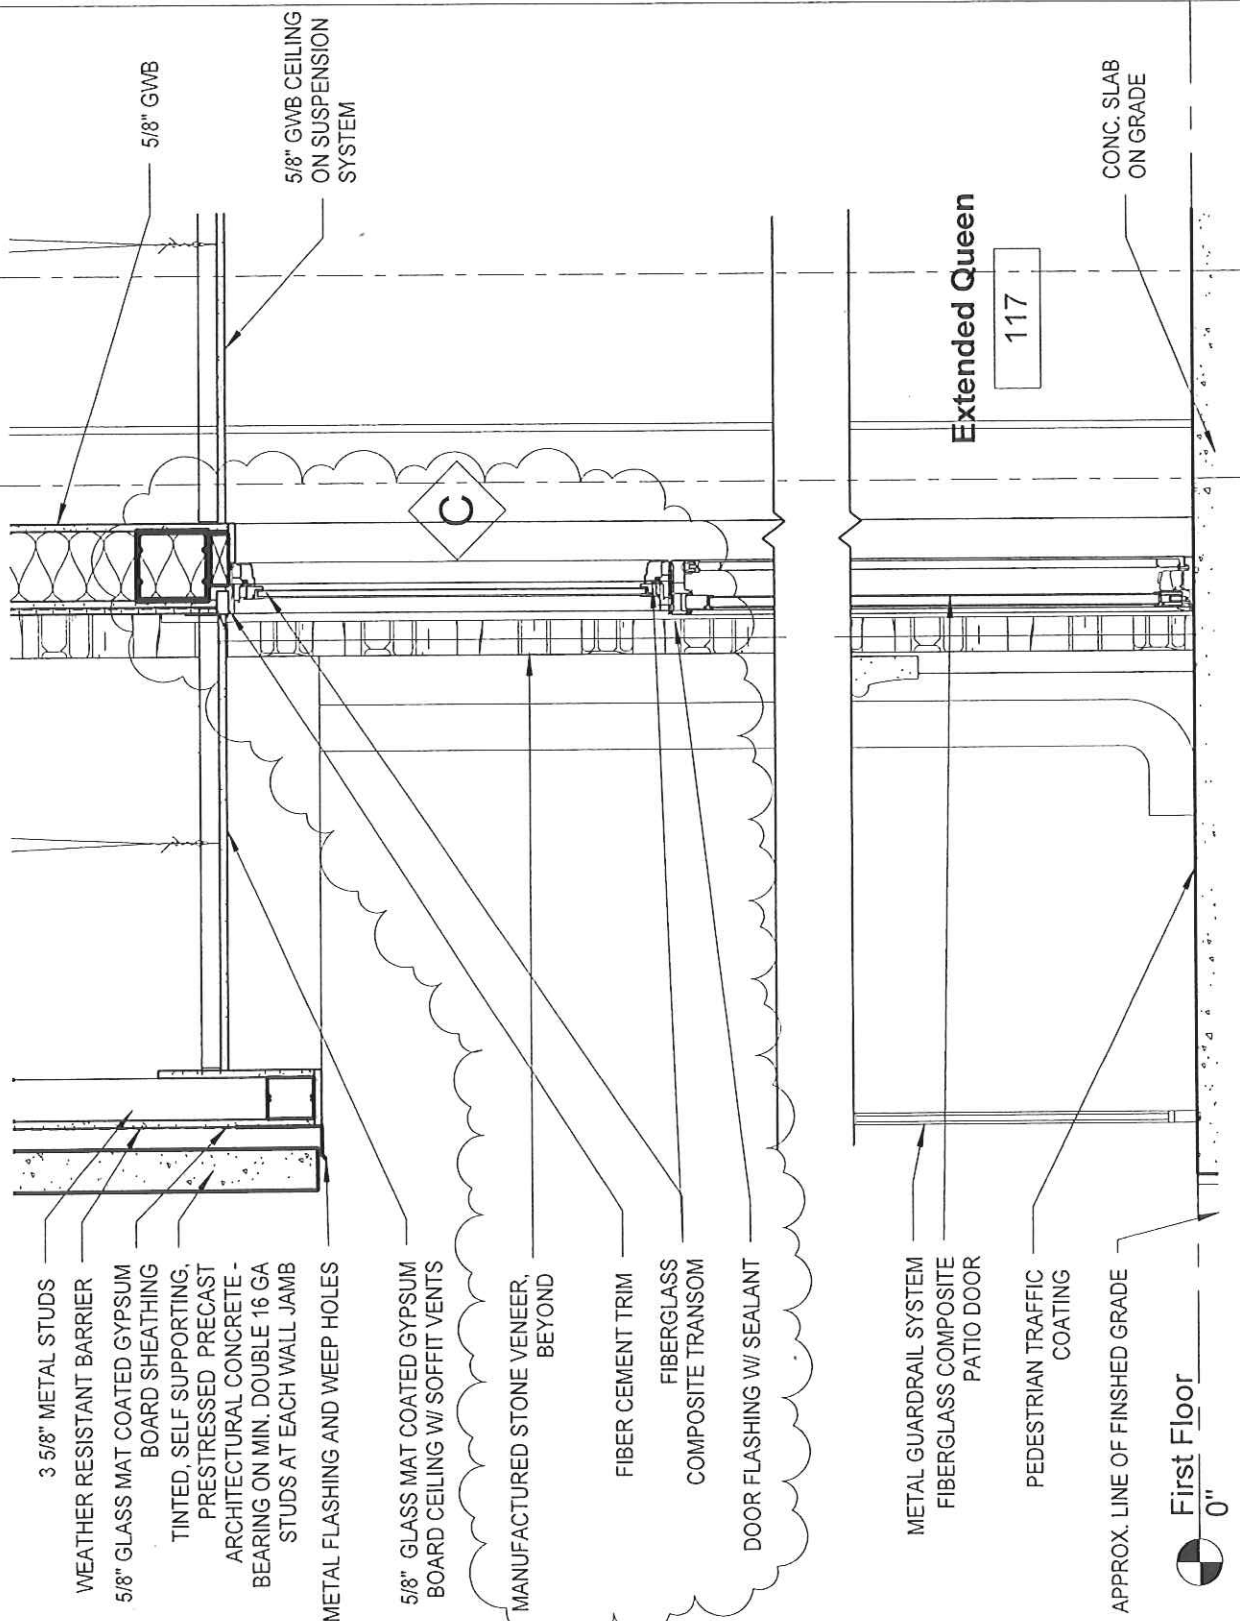 3 5/8" METAL STUDS
WEATHER RESISTANT BARRIER
5/8" GLASS MAT COATED GYPSUM
BOARD SHEATHING
TINTED, SELF SUPPORTING,
PRESTRESSED PRECAST
ARCHITECTURAL CONCRETE -
BEARING ON MIN. DOUBLE 16 GA
STUDS AT EACH WALL JAMB
METAL FLASHING AND WEEP HOLES
5/8" GLASS MAT COATED GYPSUM
BOARD CEILING W/ SOFFIT VENTS
MANUFACTURED STONE VENEER,
BEYOND
FIBER CEMENT TRIM
FIBERGLASS
COMPOSITE TRANSOM
DOOR FLASHING W/ SEALANT
METAL GUARDRAIL SYSTEM
FIBERGLASS COMPOSITE
PATIO DOOR
PEDESTRIAN TRAFFIC
COATING
APPROX. LINE OF FINISHED GRADE
First Floor
0"
5/8" GWB
5/8" GWB CEILING
ON SUSPENSION
SYSTEM
C
Extended Queen
117
CONC. SLAB
ON GRADE